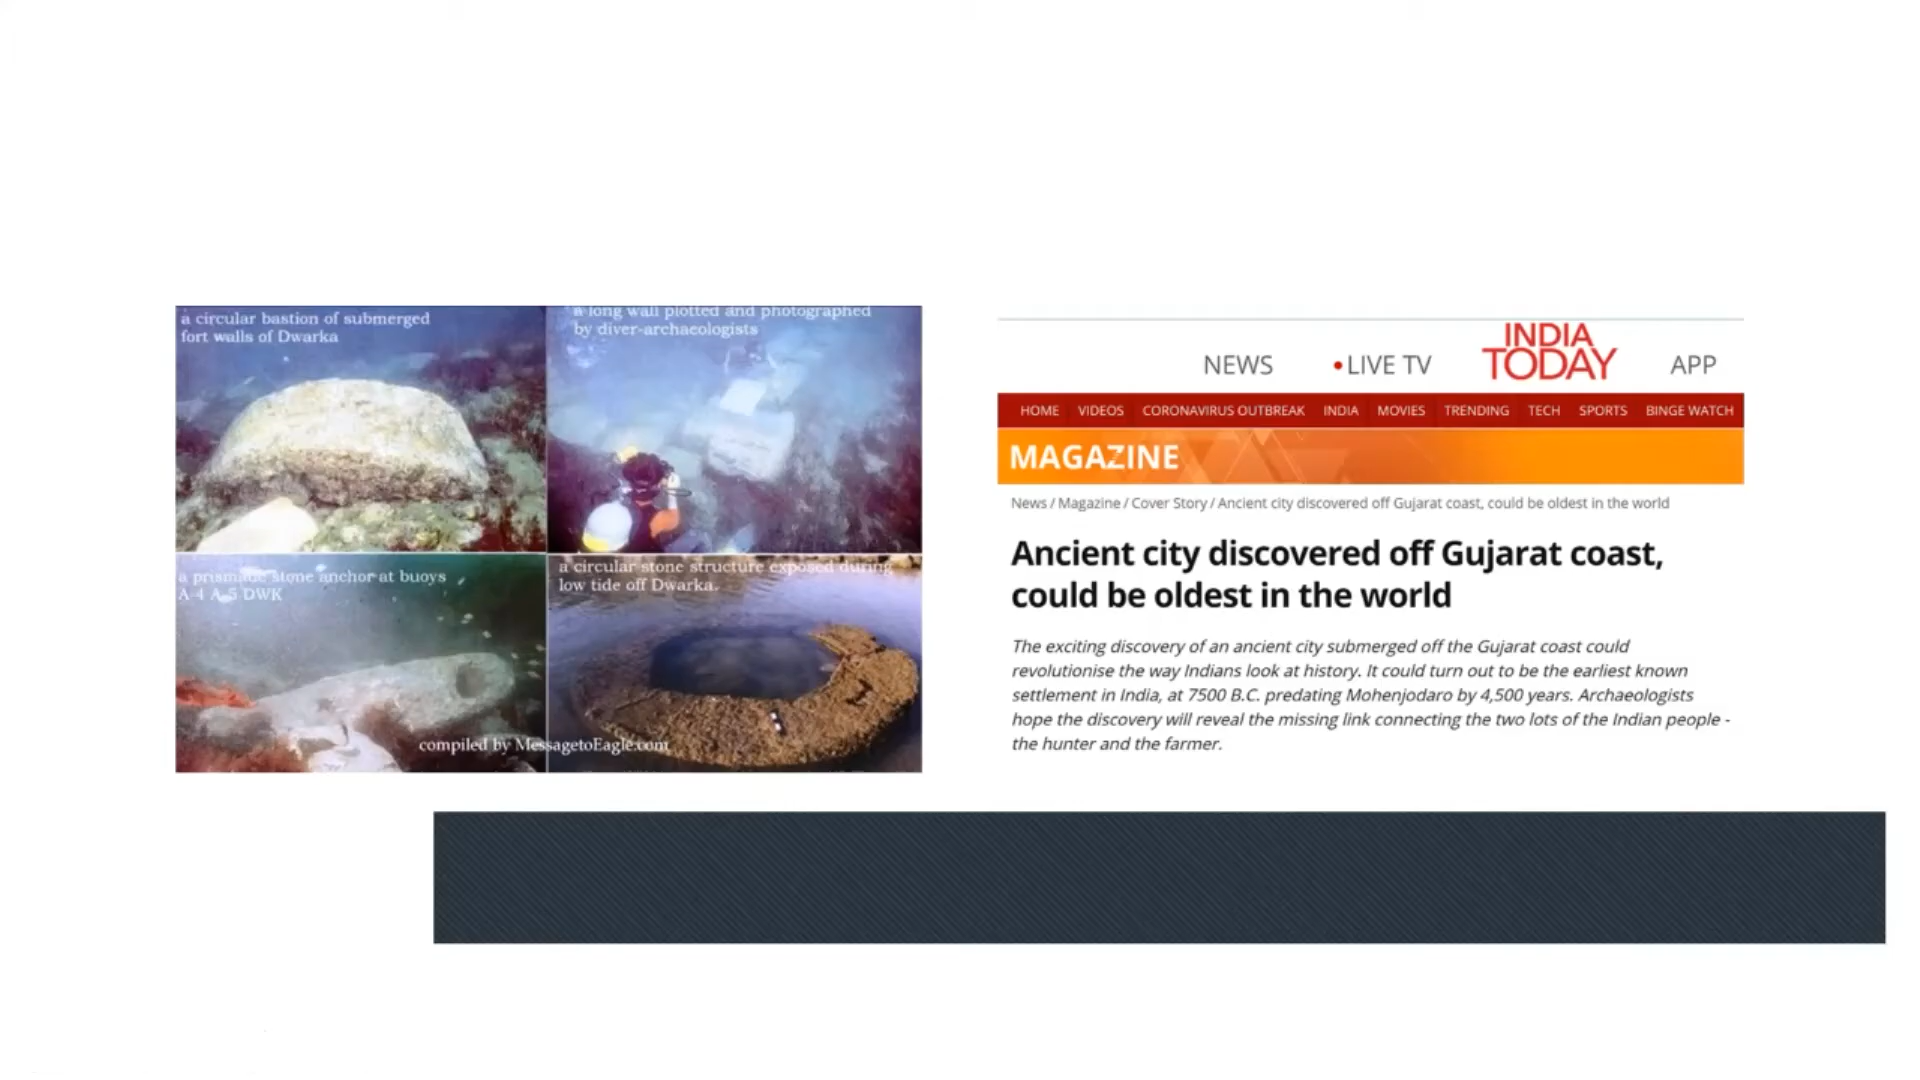 a circular bastion of submerged
fort walls of Dwarka
a long wall plotted and photographed
by diver-archaeologists
a prismatic stone anchor at buoys
A-4 A-5 DWK
a circular stone structure exposed during
low tide off Dwarka.
compiled by MessagetoEagle.com
NEWS
•LIVE TV
INDIA
TODAY
APP
HOME VIDEOS CORONAVIRUS OUTBREAK INDIA MOVIES TRENDING TECH SPORTS BINGE WATCH
MAGAZINE
News / Magazine / Cover Story / Ancient city discovered off Gujarat coast, could be oldest in the world
Ancient city discovered off Gujarat coast,
could be oldest in the world
The exciting discovery of an ancient city submerged off the Gujarat coast could
revolutionise the way Indians look at history. It could turn out to be the earliest known
settlement in India, at 7500 B.C. predating Mohenjodaro by 4,500 years. Archaeologists
hope the discovery will reveal the missing link connecting the two lots of the Indian people -
the hunter and the farmer.